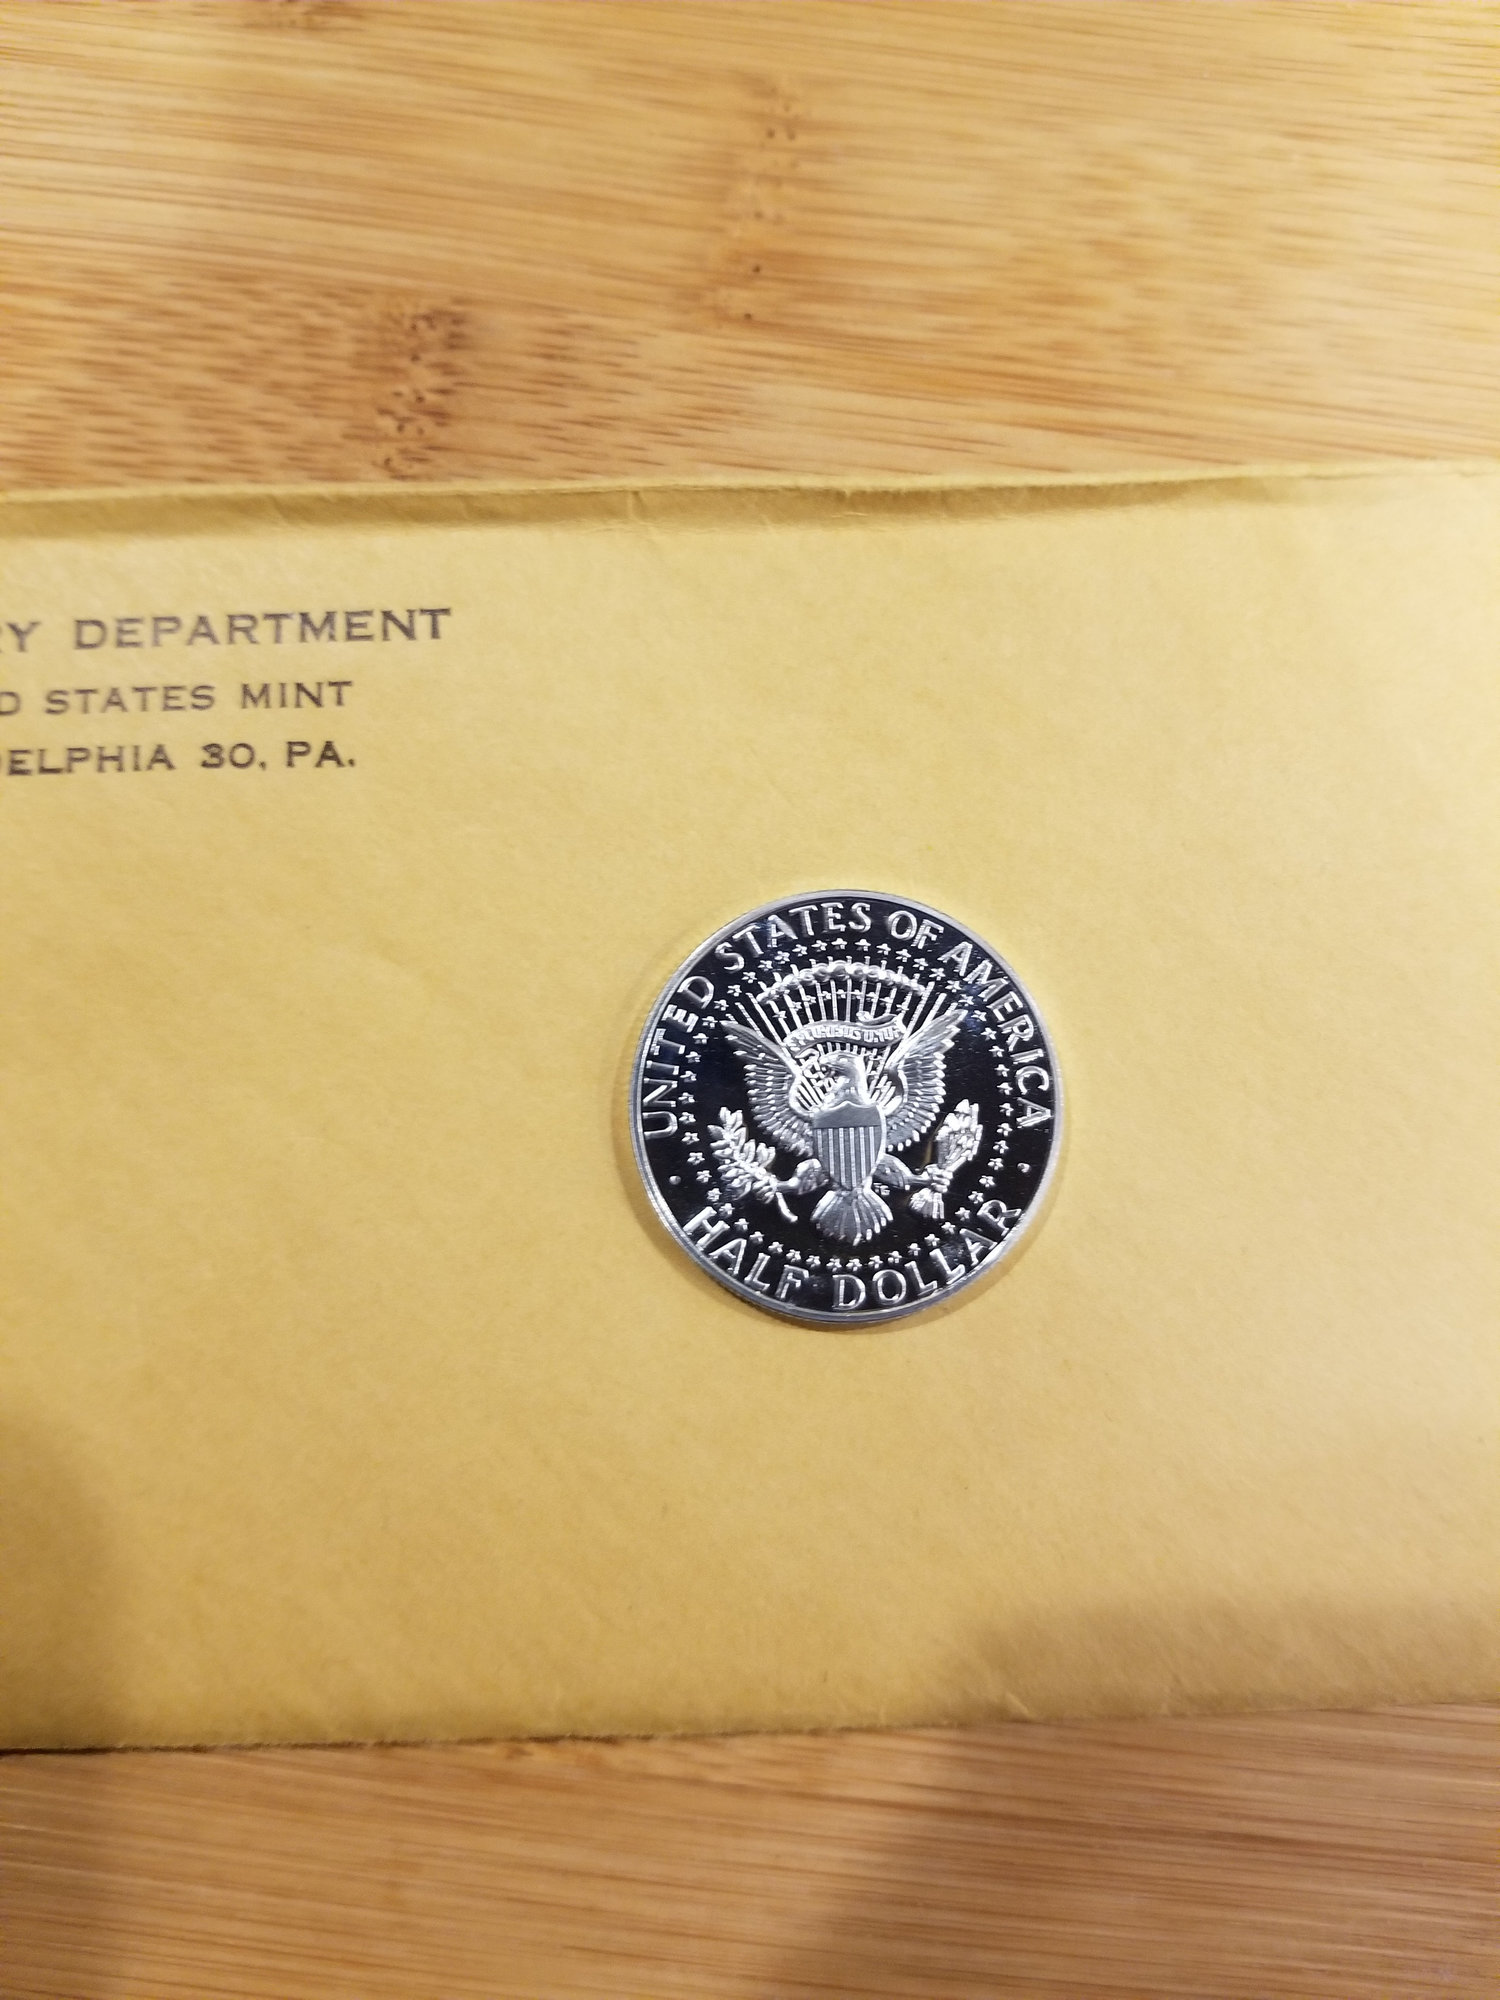 RY DEPARTMENT
D STATES MINT
DELPHIA 30, PA.
UNITED STATES OF AMERICA
HALF DOLLAR